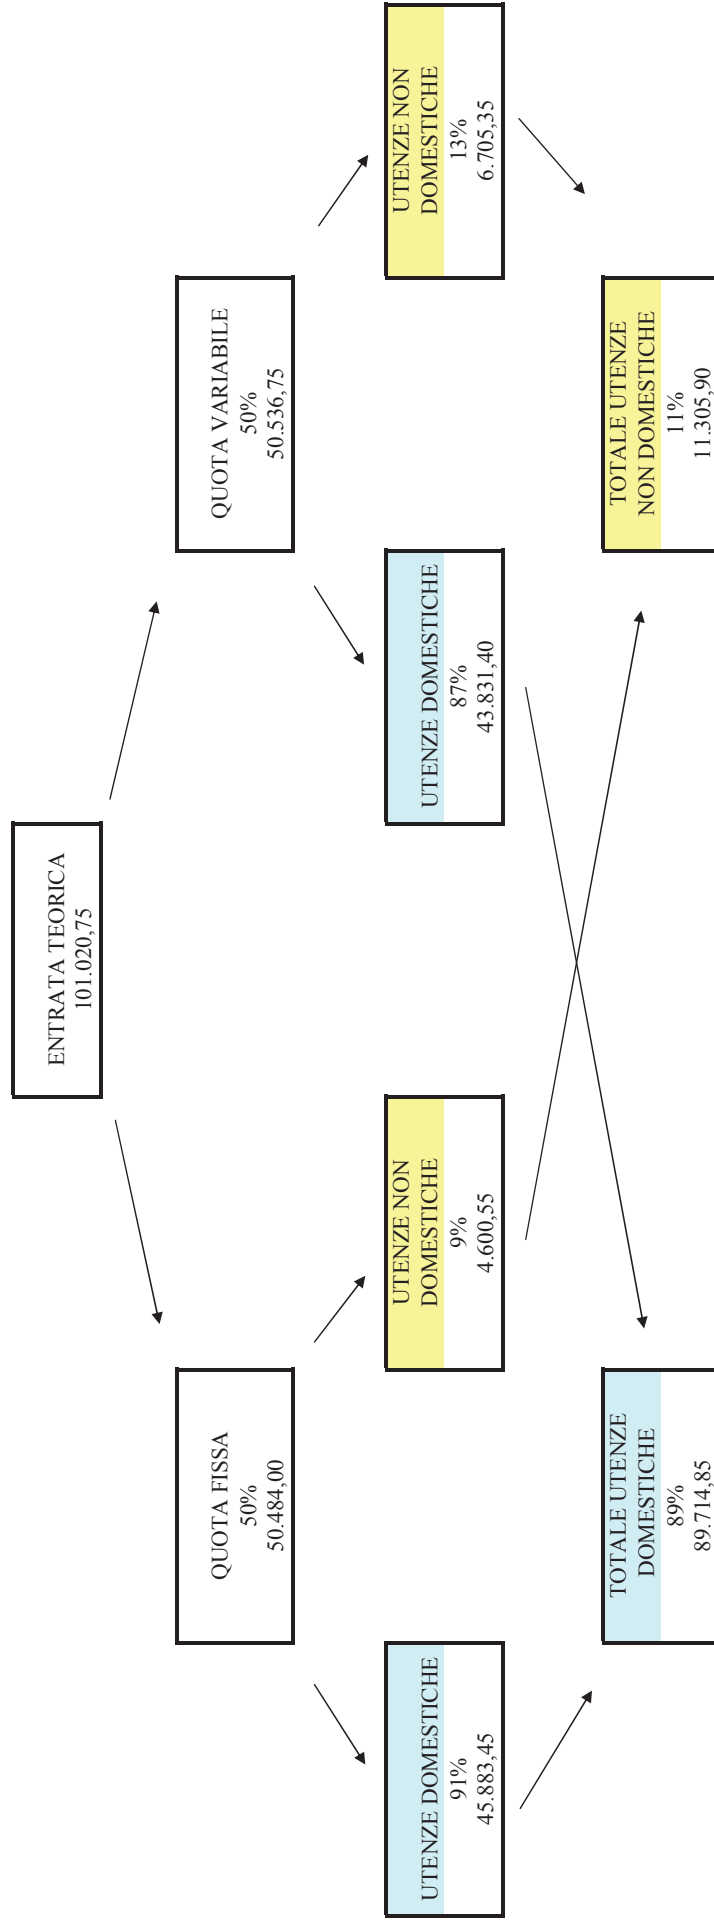 ENTRATA TEORICA
101.020,75
QUOTA FISSA
50%
50.484,00
QUOTA VARIABILE
50%
50.536,75
UTENZE DOMESTICHE
91%
45.883,45
UTENZE NON
DOMESTICHE
9%
4.600,55
UTENZE DOMESTICHE
87%
43.831,40
UTENZE NON
DOMESTICHE
13%
6.705,35
TOTALE UTENZE
DOMESTICHE
89%
89.714,85
TOTALE UTENZE
NON DOMESTICHE
11%
11.305,90